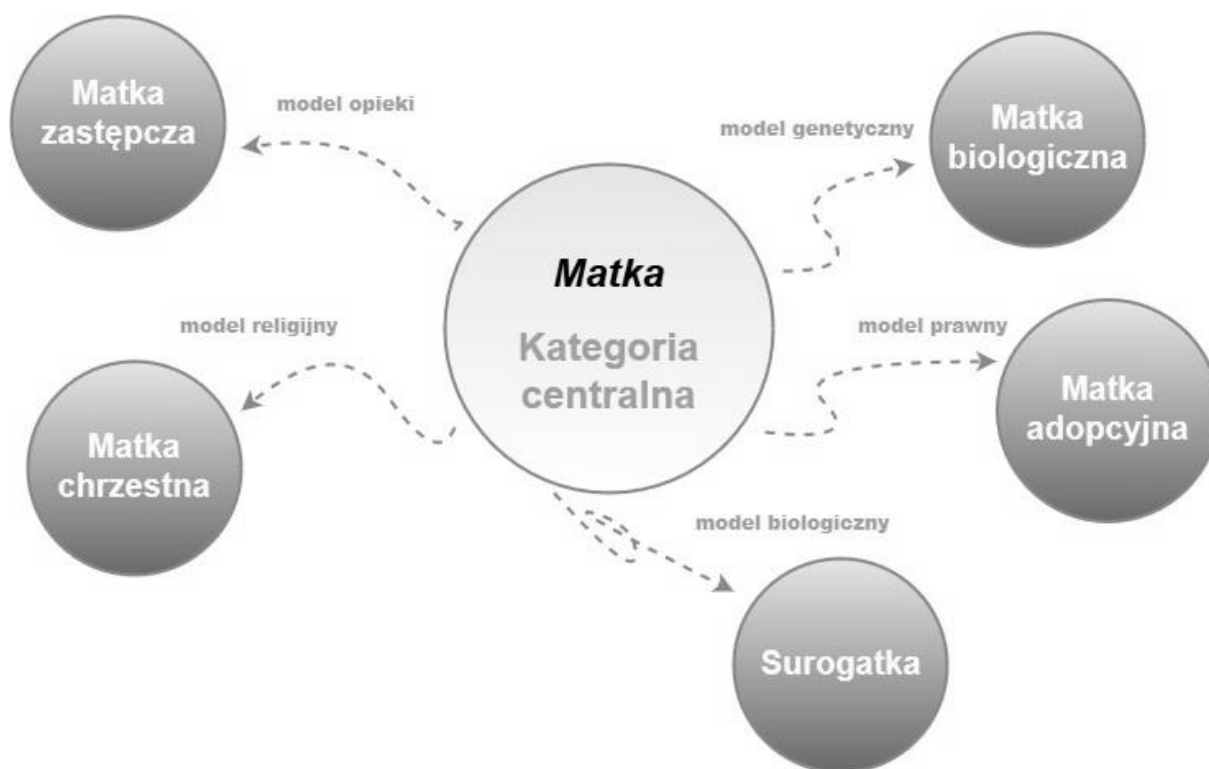 Matka
zastępcza
model opieki
model genetyczny
Matka
biologiczna
Matka
Kategoria
centralna
model religijny
Matka
chrzestna
model prawny
Matka
adopcyjna
model biologiczny
Surogatka